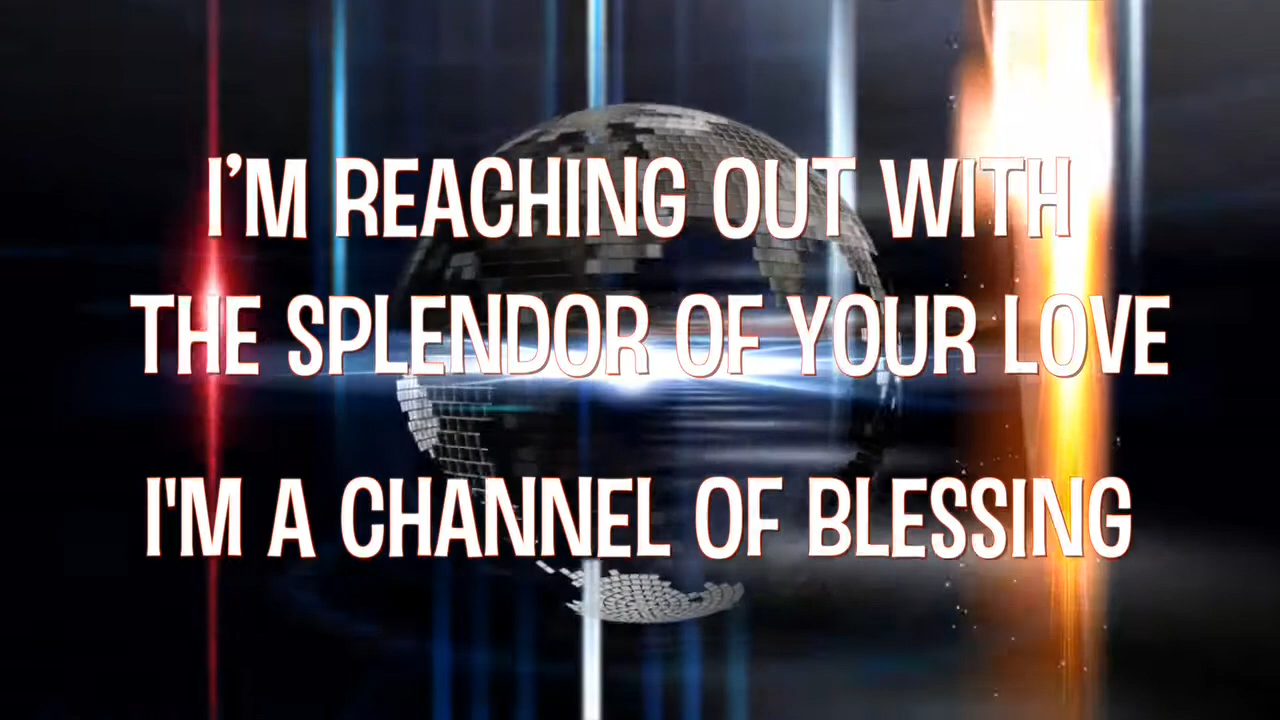 I’M REACHING OUT WITH
THE SPLENDOR OF YOUR LOVE
I'M A CHANNEL OF BLESSING